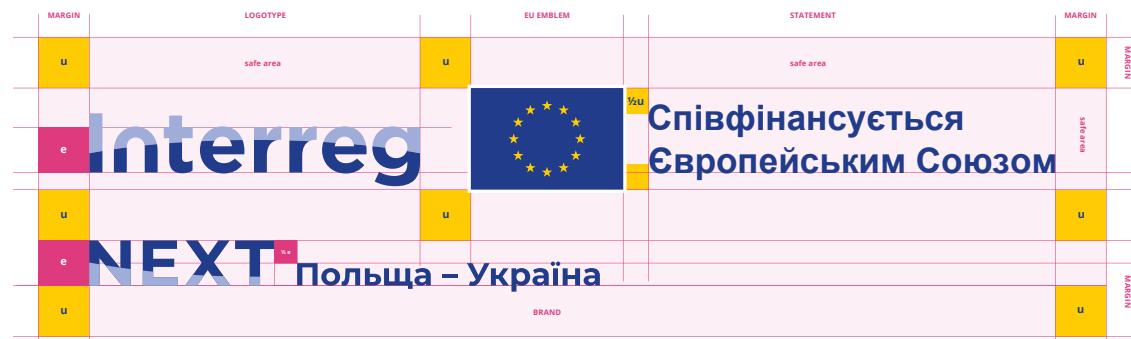 MARGIN LOGOTYPE EU EMBLEM STATEMENT MARGIN
u safe area u safe area u MARGIN
½u
e Interreg Співфінансується safe area
Європейським Союзом
u u u
e NEXT ½ e Польща – Україна
u BRAND u MARGIN